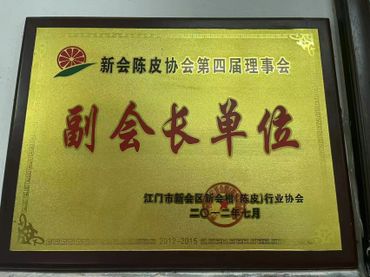 新会陈皮协会第四届理事会
副会长单位
江门市新会区新会柑(陈皮)行业协会
二〇一二年七月
2012-2015